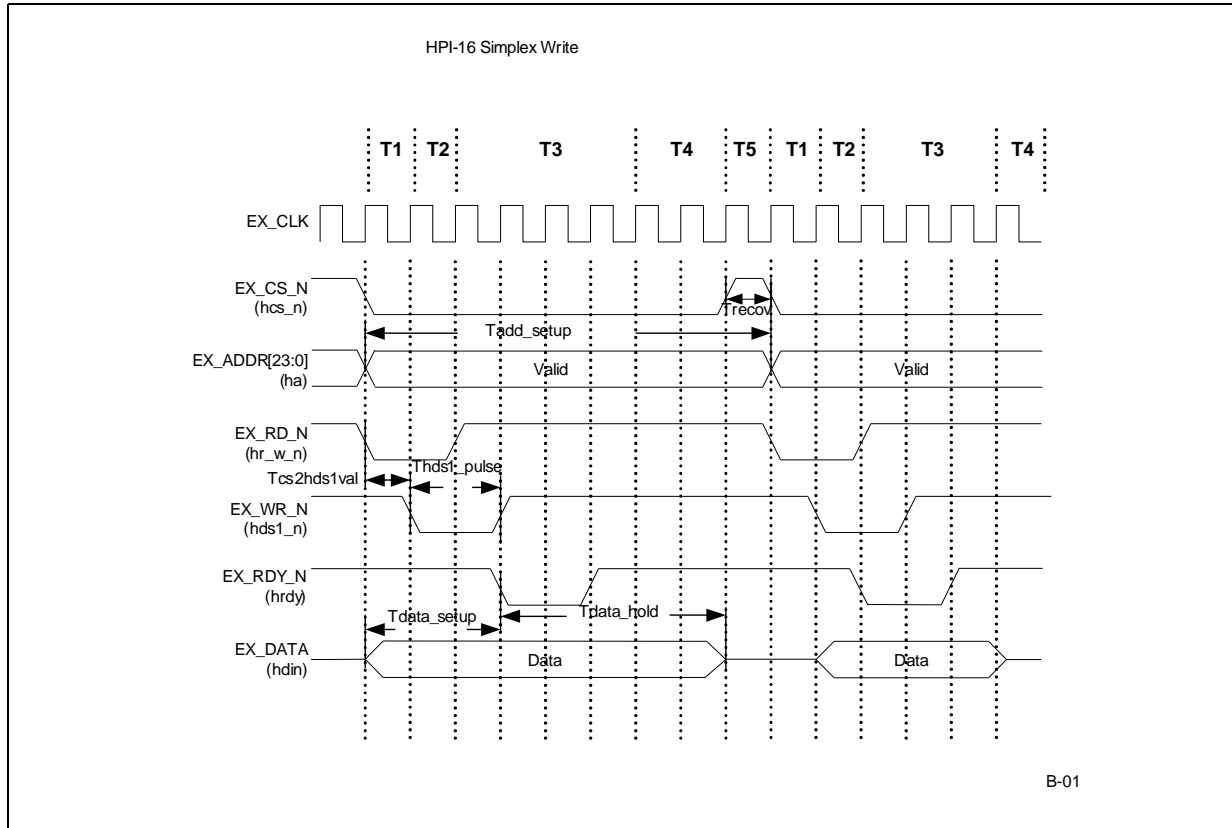 HPI-16 Simplex Write
T1 T2 T3 T4 T5 T1 T2 T3 T4
EX_CLK
EX_CS_N
(hcs_n)
Trecov
Tadd_setup
EX_ADDR[23:0]
(ha)
Valid
Valid
EX_RD_N
(hr_w_n)
Tcs2hds1val
Thds1_pulse
EX_WR_N
(hds1_n)
EX_RDY_N
(hrdy)
Tdata_setup
Tdata_hold
EX_DATA
(hdin)
Data
Data
B-01